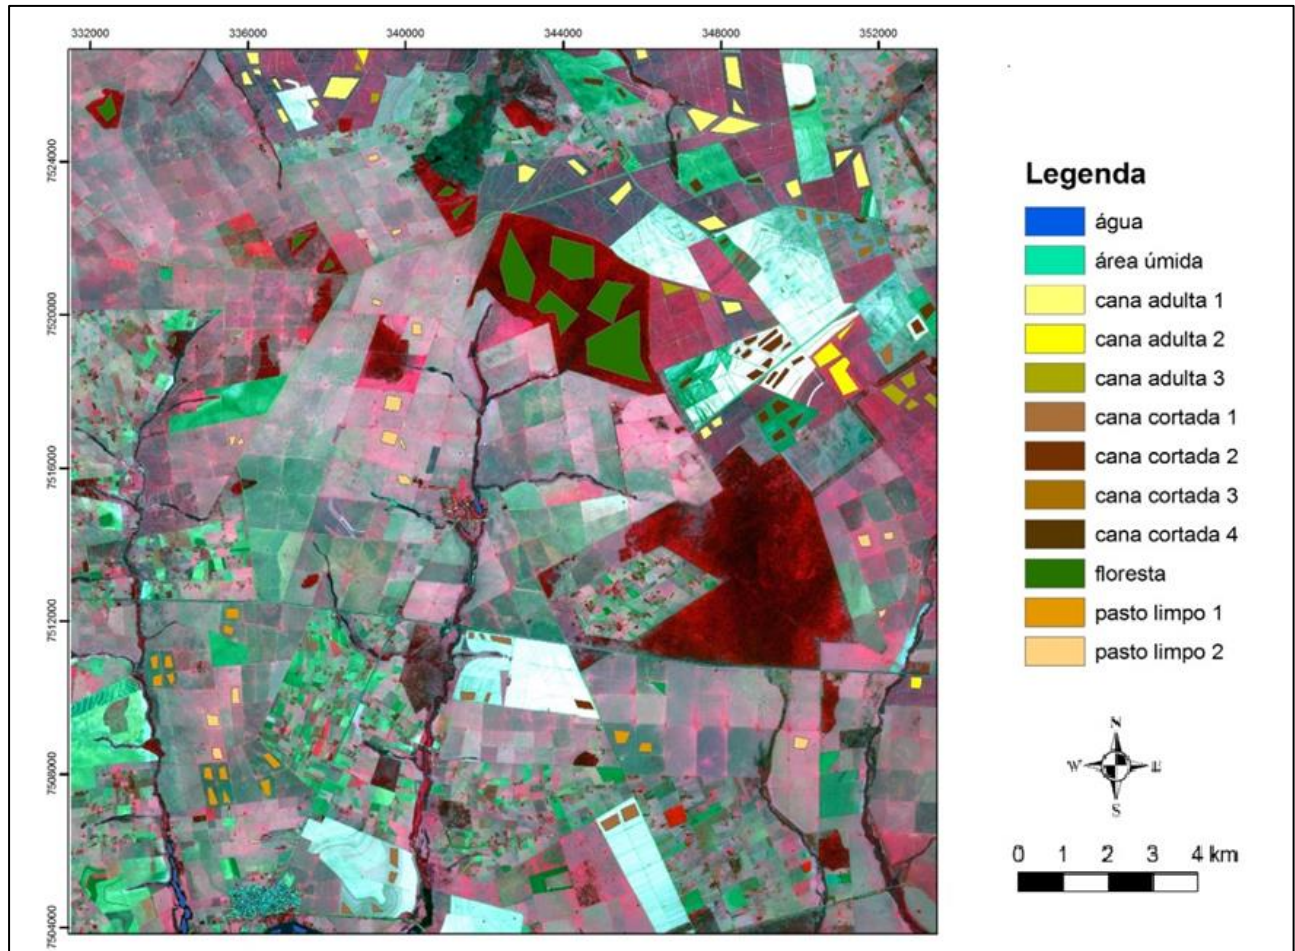 332000 336000 340000 344000 348000 352000
7524000
7520000
7516000
7512000
7508000
7504000
Legenda
água
área úmida
cana adulta 1
cana adulta 2
cana adulta 3
cana cortada 1
cana cortada 2
cana cortada 3
cana cortada 4
floresta
pasto limpo 1
pasto limpo 2
N
W E
S
0 1 2 3 4 km